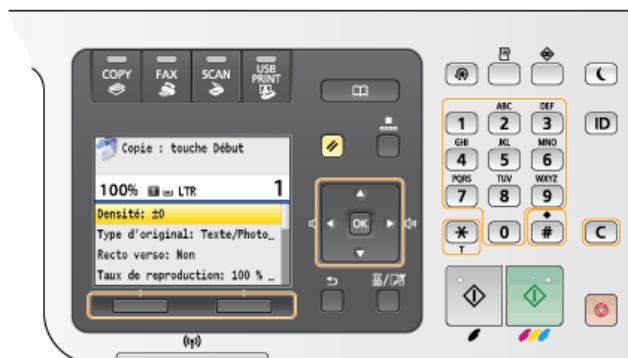 COPY
FAX
SCAN
USB
PRINT
Copie : touche Début
100% LTR 1
Densité: ±0
Type d'original: Texte/Photo_
Recto verso: Non
Taux de reproduction: 100 % _
OK
ABC
DEF
1
2
3
ID
GHI
JKL
MNO
4
5
6
PQRS
TUV
WXYZ
7
8
9
*
0
#
C
T